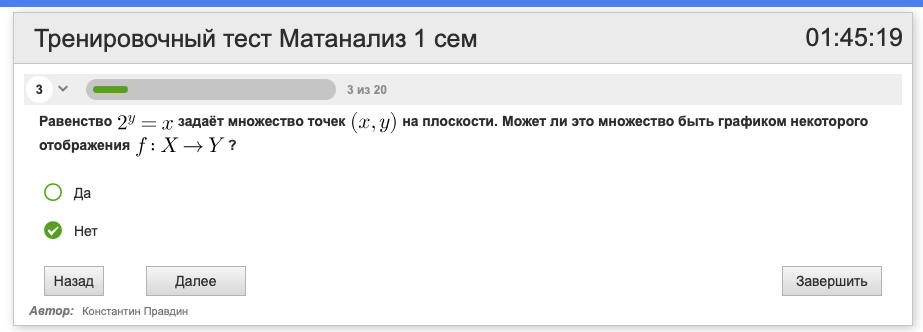 Тренировочный тест Матанализ 1 сем
01:45:19
3
3 из 20
Равенство 2^y = x задаёт множество точек (x, y) на плоскости. Может ли это множество быть графиком некоторого
отображения f : X → Y ?
Да
Нет
Назад
Далее
Завершить
Автор: Константин Правдин